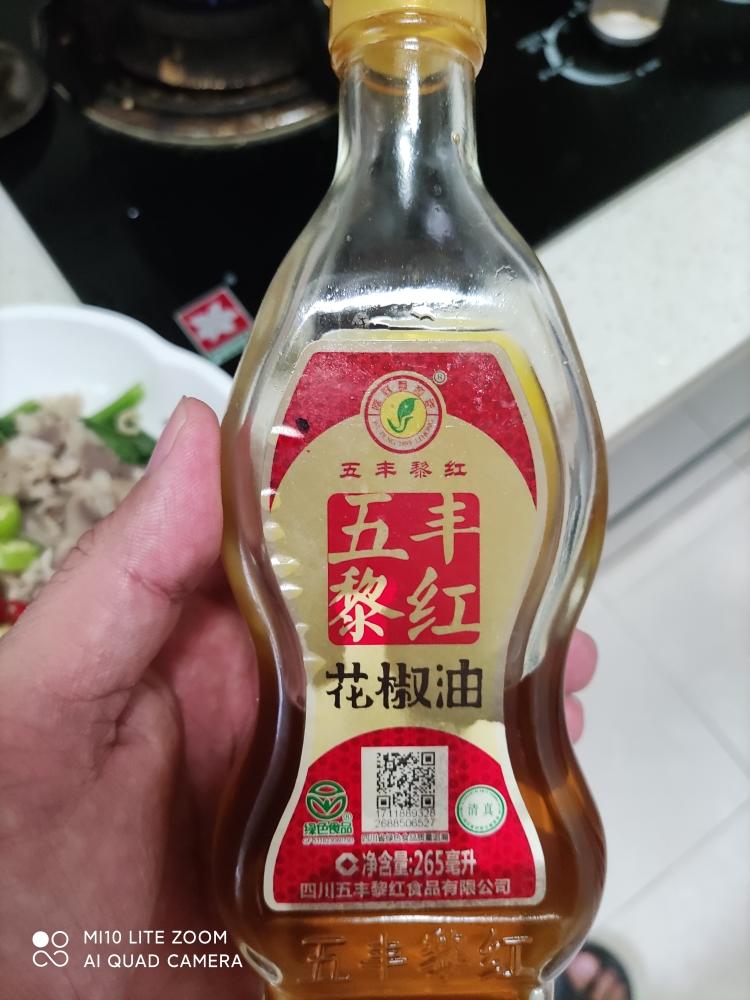 五丰黎红
五丰
黎红
花椒油
1711889328
2688506527
绿色食品
清真
净含量:265毫升
四川五丰黎红食品有限公司
五丰黎红
MI10 LITE ZOOM
AI QUAD CAMERA